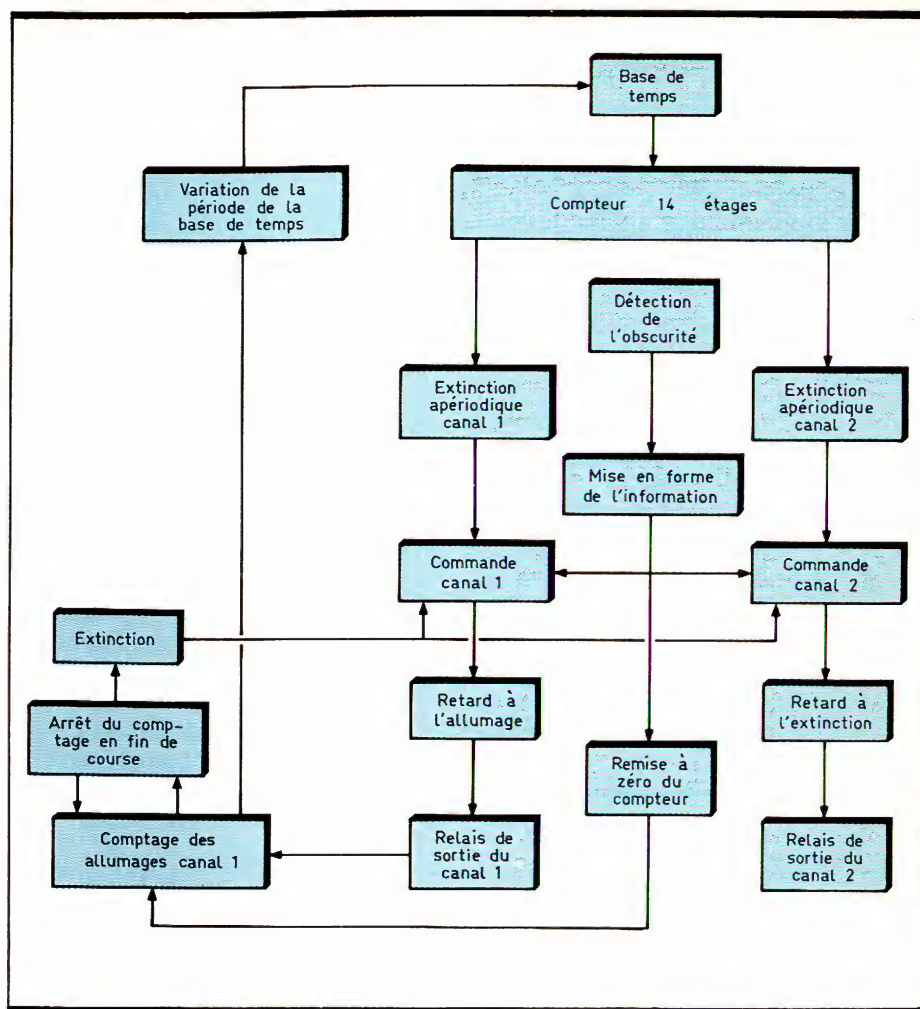 Base de
temps
Variation de la
période de la
base de temps
Compteur 14 étages
Détection
de
l'obscurité
Extinction
apériodique
canal 1
Extinction
apériodique
canal 2
Mise en forme
de l'information
Commande
canal 1
Commande
canal 2
Extinction
Retard à
l'allumage
Retard à
l'extinction
Arrêt du comp-
tage en fin de
course
Remise à
zéro du
compteur
Comptage des
allumages canal 1
Relais de
sortie du
canal 1
Relais de
sortie du
canal 2